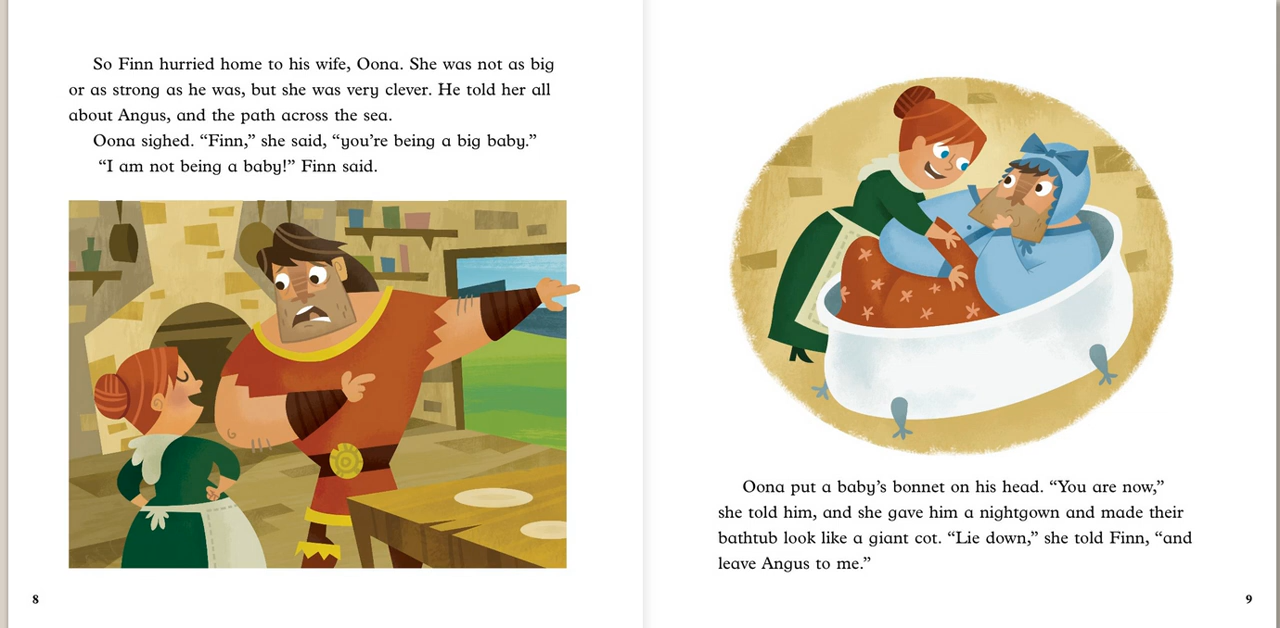 So Finn hurried home to his wife, Oona. She was not as big
or as strong as he was, but she was very clever. He told her all
about Angus, and the path across the sea.
Oona sighed. “Finn,” she said, “you’re being a big baby.”
“I am not being a baby!” Finn said.
8
Oona put a baby’s bonnet on his head. “You are now,”
she told him, and she gave him a nightgown and made their
bathtub look like a giant cot. “Lie down,” she told Finn, “and
leave Angus to me.”
9